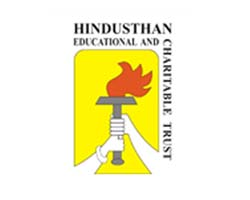 HINDUSTHAN
EDUCATIONAL AND
CHARITABLE TRUST